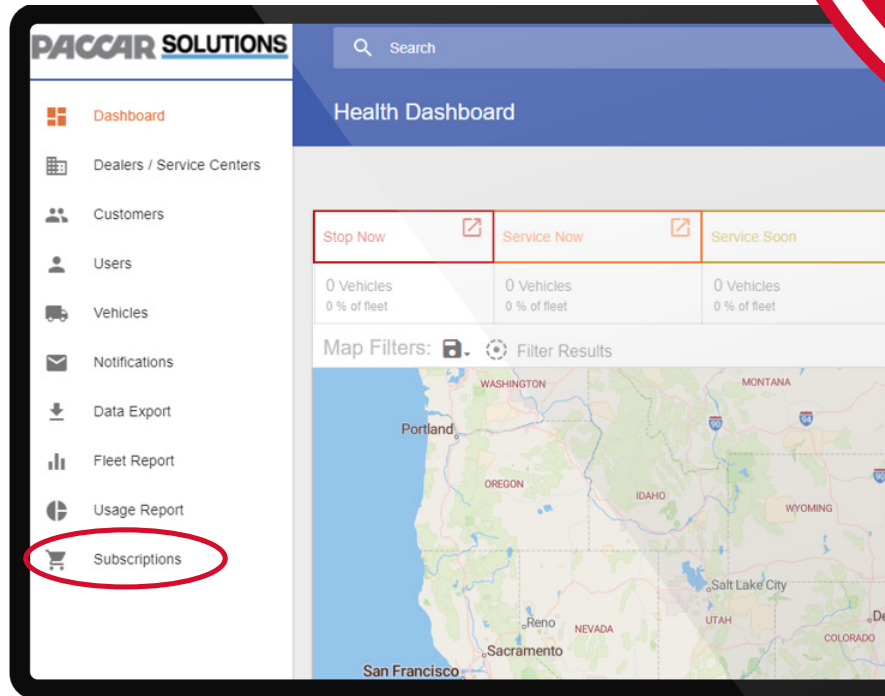 PACCAR SOLUTIONS
Search
Health Dashboard
Dashboard
Dealers / Service Centers
Customers
Users
Vehicles
Notifications
Data Export
Fleet Report
Usage Report
Subscriptions
Stop Now
Service Now
Service Soon
0 Vehicles
0 % of fleet
0 Vehicles
0 % of fleet
0 Vehicles
0 % of fleet
Map Filters:
Filter Results
WASHINGTON
MONTANA
Portland
90
94
OREGON
IDAHO
WYOMING
Salt Lake City
Reno
NEVADA
UTAH
COLORADO
Sacramento
San Francisco